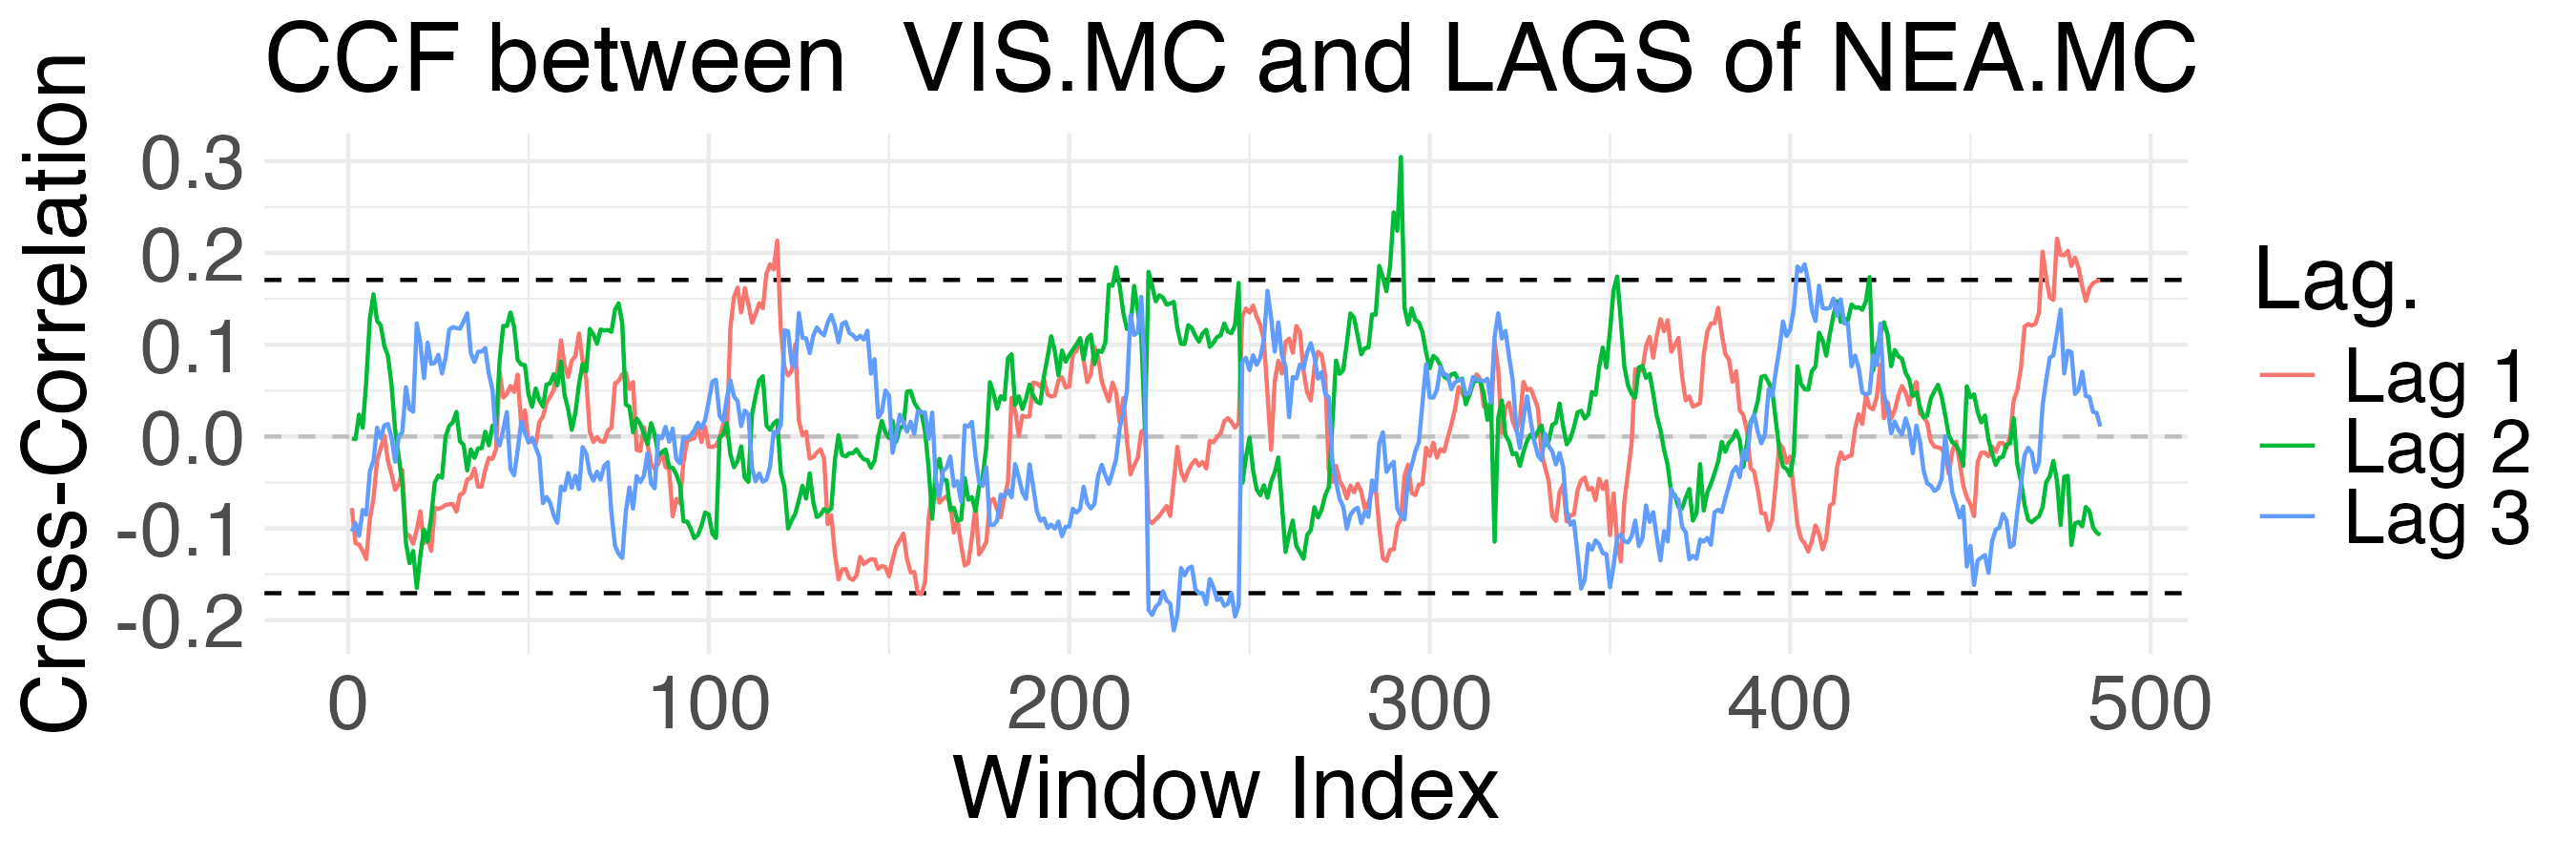 CCF between  VIS.MC and LAGS of NEA.MC
Cross-Correlation
0.3
0.2
0.1
0.0
-0.1
-0.2
0 100 200 300 400 500
Window Index
Lag.
Lag 1
Lag 2
Lag 3